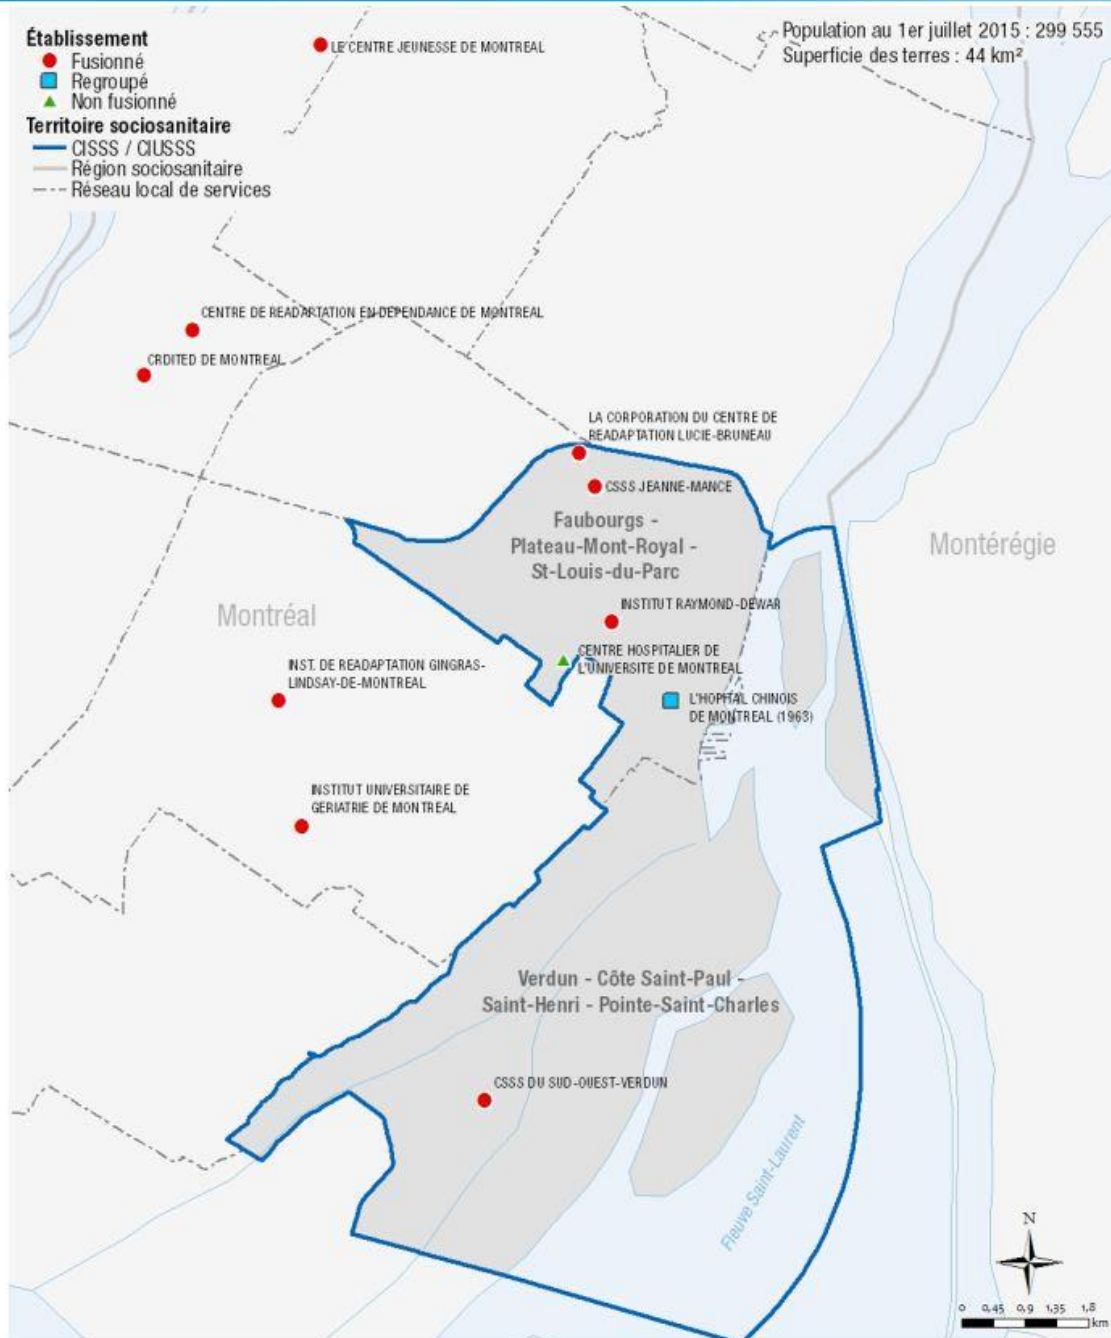 Établissement
Fusionné
Regroupé
Non fusionné
Territoire sociosanitaire
CISSS / CIUSSS
Région sociosanitaire
Réseau local de services
Population au 1er juillet 2015 : 299 555
Superficie des terres : 44 km²
LE CENTRE JEUNESSE DE MONTREAL
CENTRE DE READAPTATION EN DEPENDANCE DE MONTREAL
CRDITED DE MONTREAL
LA CORPORATION DU CENTRE DE
READAPTATION LUCIE-BRUNEAU
CSSS JEANNE-MANCE
Faubourgs -
Plateau-Mont-Royal -
St-Louis-du-Parc
Montérégie
Montréal
INSTITUT RAYMOND-DEWAR
CENTRE HOSPITALIER DE
L'UNIVERSITE DE MONTREAL
INST. DE READAPTATION GINGRAS-
LINDSAY-DE-MONTREAL
L'HOPITAL CHINOIS
DE MONTREAL (1963)
INSTITUT UNIVERSITAIRE DE
GERIATRIE DE MONTREAL
Verdun - Côte Saint-Paul -
Saint-Henri - Pointe-Saint-Charles
CSSS DU SUD-OUEST-VERDUN
Fleuve Saint-Laurent
N
0 0,45 0,9 1,35 1,8
km